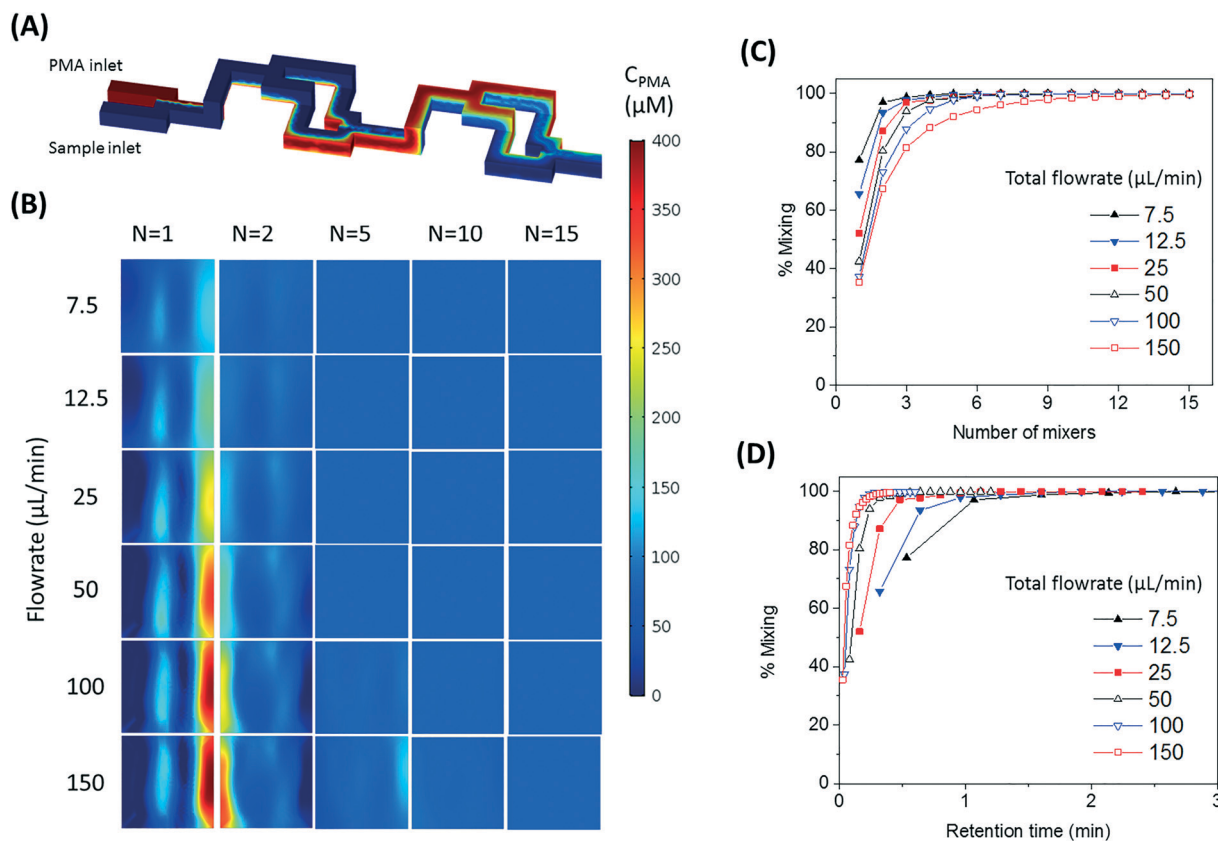 (A)
PMA inlet
Sample inlet
C_PMA
(μM)
400
350
300
250
200
150
100
50
0
(B)
N=1 N=2 N=5 N=10 N=15
Flowrate (μL/min)
7.5
12.5
25
50
100
150
(C)
% Mixing
100
80
60
40
20
0
Total flowrate (μL/min)
7.5
12.5
25
50
100
150
0 3 6 9 12 15
Number of mixers
(D)
% Mixing
100
80
60
40
20
0
Total flowrate (μL/min)
7.5
12.5
25
50
100
150
0 1 2 3
Retention time (min)